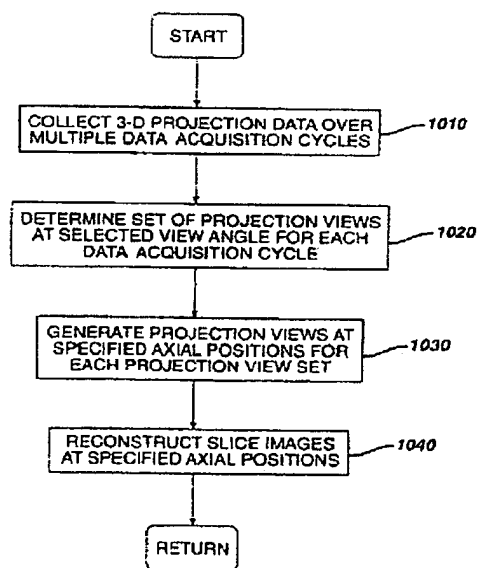 START
COLLECT 3-D PROJECTION DATA OVER
MULTIPLE DATA ACQUISITION CYCLES
1010
DETERMINE SET OF PROJECTION VIEWS
AT SELECTED VIEW ANGLE FOR EACH
DATA ACQUISITION CYCLE
1020
GENERATE PROJECTION VIEWS AT
SPECIFIED AXIAL POSITIONS FOR
EACH PROJECTION VIEW SET
1030
RECONSTRUCT SLICE IMAGES
AT SPECIFIED AXIAL POSITIONS
1040
RETURN